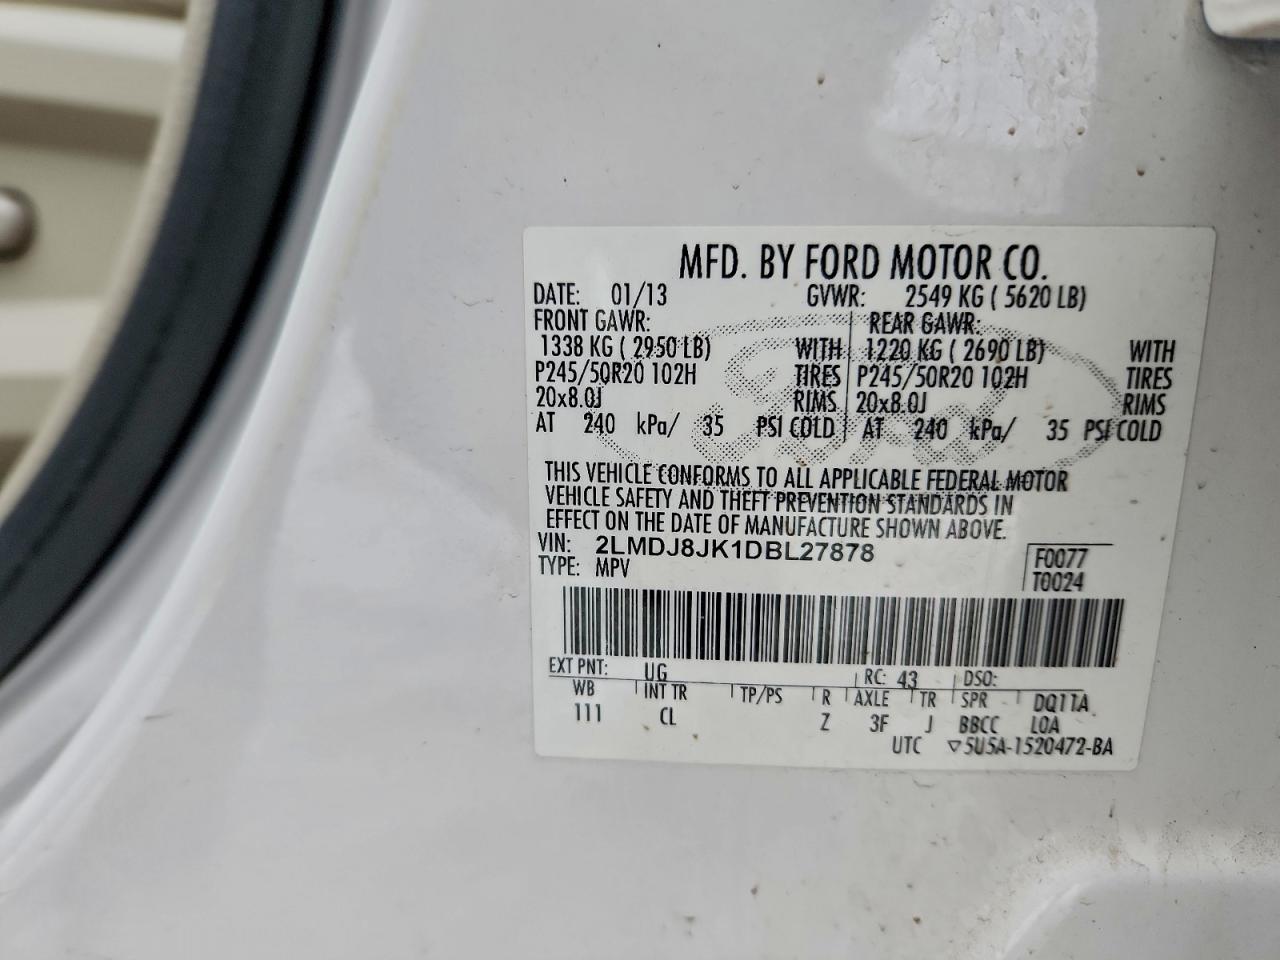 MFD. BY FORD MOTOR CO.
DATE: 01/13 GVWR: 2549 KG ( 5620 LB)
FRONT GAWR: REAR GAWR:
1338 KG ( 2950 LB) WITH 1220 KG ( 2690 LB) WITH
P245/50R20 102H TIRES P245/50R20 102H TIRES
20x8.0J RIMS 20x8.0J RIMS
AT 240 kPa/ 35 PSI COLD AT 240 kPa/ 35 PSI COLD
THIS VEHICLE CONFORMS TO ALL APPLICABLE FEDERAL MOTOR
VEHICLE SAFETY AND THEFT PREVENTION STANDARDS IN
EFFECT ON THE DATE OF MANUFACTURE SHOWN ABOVE.
VIN: 2LMDJ8JK1DBL27878 F0077
TYPE: MPV T0024
EXT PNT: UG RC: 43 DSO:
WB INT TR TP/PS R AXLE TR SPR DQ11A
111 CL Z 3F J BBCC LOA
UTC ▽5U5A-1520472-BA